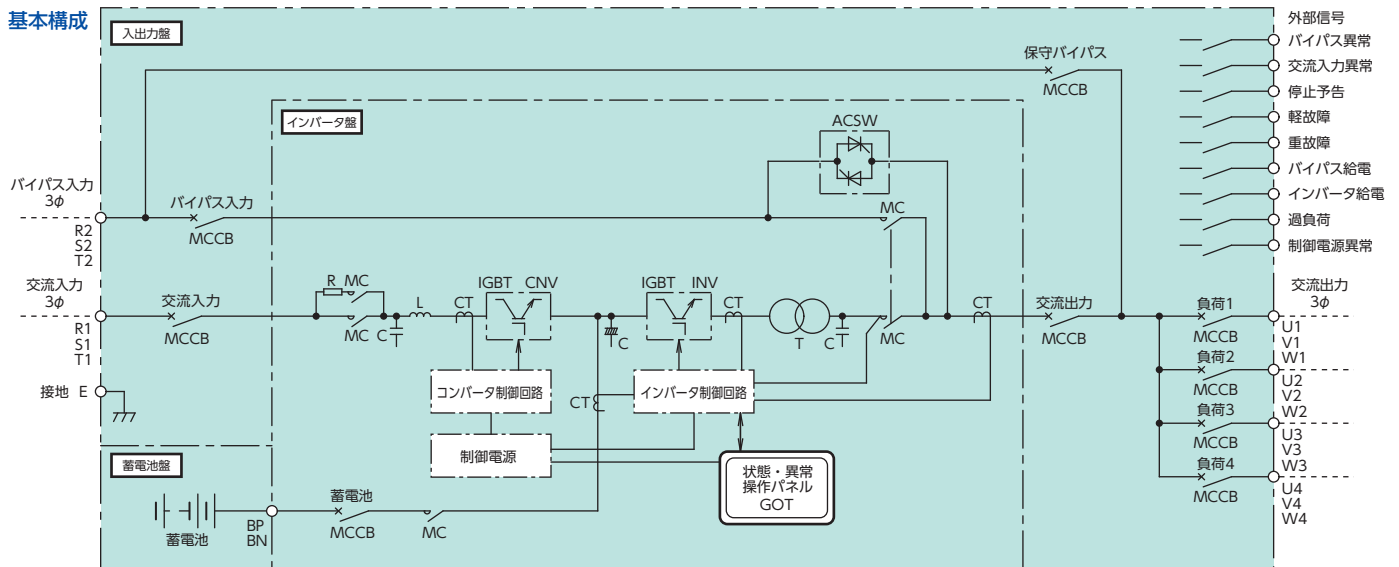 基本構成
入出力盤
外部信号
バイパス異常
交流入力異常
停止予告
軽故障
重故障
バイパス給電
インバータ給電
過負荷
制御電源異常
保守バイパス
MCCB
インバータ盤
ACSW
バイパス入力
3φ
R2
S2
T2
バイパス入力
MCCB
MC
交流入力
3φ
R1
S1
T1
交流入力
MCCB
R MC
MC
C
L
CT
IGBT CNV
C
IGBT INV
CT
T
C
MC
CT
交流出力
MCCB
交流出力
3φ
負荷1
MCCB
U1
V1
W1
負荷2
MCCB
U2
V2
W2
負荷3
MCCB
U3
V3
W3
負荷4
MCCB
U4
V4
W4
接地 E
コンバータ制御回路
CT
インバータ制御回路
制御電源
状態・異常
操作パネル
GOT
蓄電池盤
蓄電池
BP
BN
蓄電池
MCCB
MC